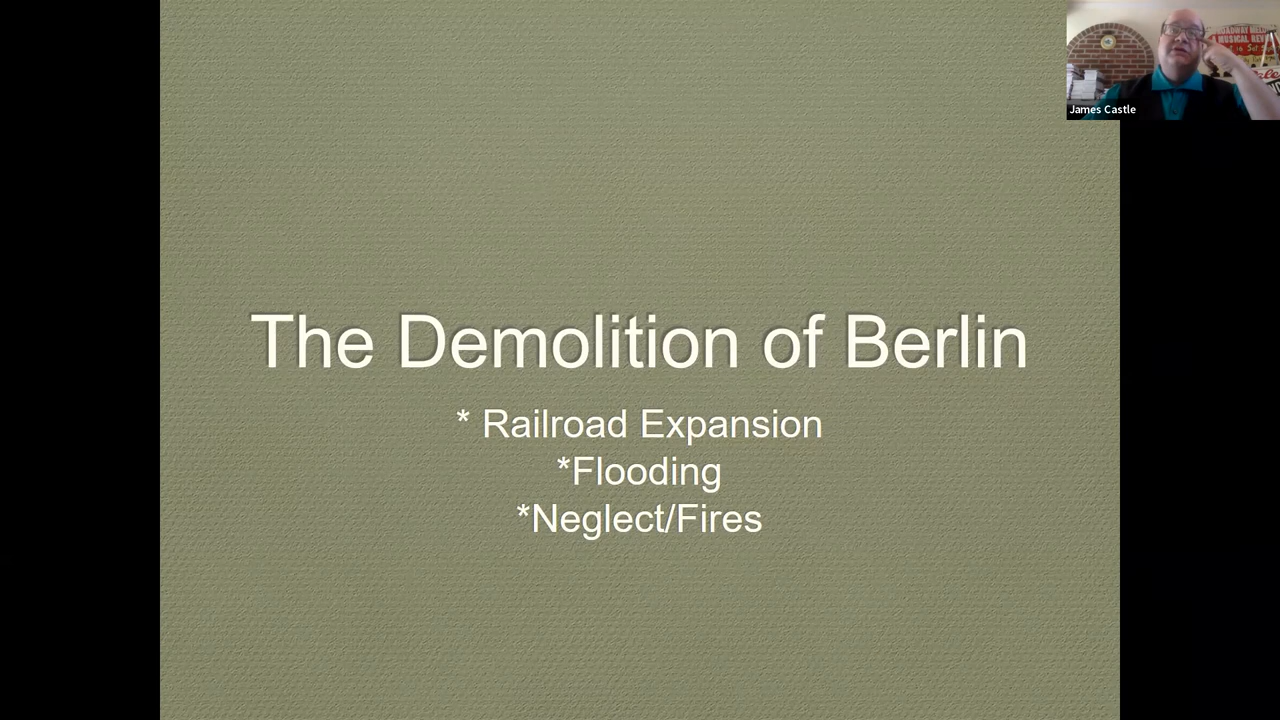 The Demolition of Berlin
* Railroad Expansion
*Flooding
*Neglect/Fires
James Castle